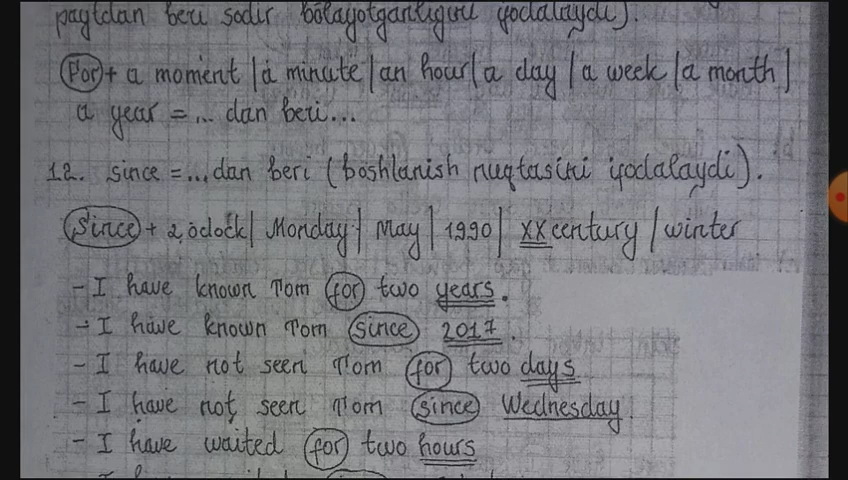 paytdan beri sodir bōlayotganligini ifodalaydi).
For + a moment | a minute | an hour | a day | a week | a month |
a year = ... dan beri...
12. since = ... dan beri (boshlanish nuqtasini ifodalaydi).
Since + 2 o'clock | Monday | May | 1990 | XX century | winter
- I have known Tom for two years.
- I have known Tom since 2017.
- I have not seen Tom for two days
- I have not seen Tom since Wednesday
- I have waited for two hours